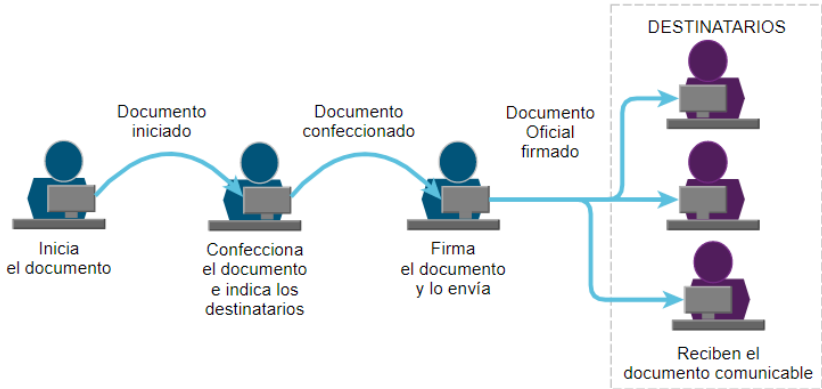 DESTINATARIOS
Documento
iniciado
Documento
confeccionado
Documento
Oficial
firmado
Inicia
el documento
Confecciona
el documento
e indica los
destinatarios
Firma
el documento
y lo envía
Reciben el
documento comunicable